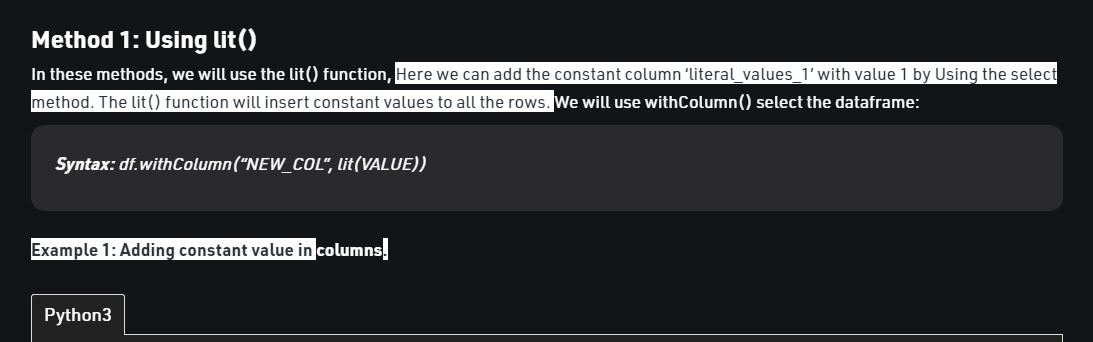 Method 1: Using lit()
In these methods, we will use the lit() function, Here we can add the constant column ‘literal_values_1’ with value 1 by Using the select
method. The lit() function will insert constant values to all the rows. We will use withColumn() select the dataframe:
Syntax: df.withColumn(“NEW_COL”, lit(VALUE))
Example 1: Adding constant value in columns.
Python3